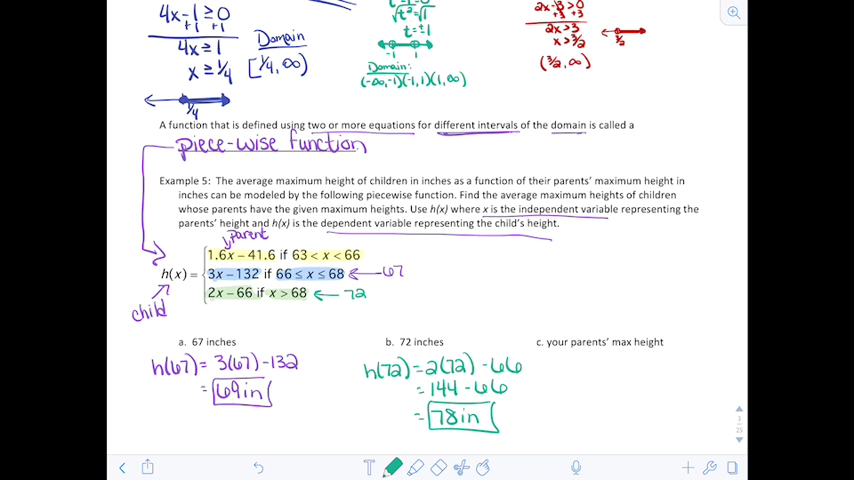 4x-1≥0
+1 +1
4x≥1
x≥1/4
Domain
[1/4,∞)
1/4
√t²=√1
t=±1
-1 1
Domain:
(-∞,-1)(-1,1)(1,∞)
2x-3>0
+3 +3
2x>3
x>3/2
3/2
(3/2,∞)
A function that is defined using two or more equations for different intervals of the domain is called a
piece-wise function
Example 5: The average maximum height of children in inches as a function of their parents’ maximum height in
inches can be modeled by the following piecewise function. Find the average maximum heights of children
whose parents have the given maximum heights. Use h(x) where x is the independent variable representing the
parents’ height and h(x) is the dependent variable representing the child’s height.
Parent
1.6x – 41.6 if 63 < x < 66
h(x) = 3x – 132 if 66 ≤ x ≤ 68 67
2x – 66 if x > 68 72
child
a. 67 inches b. 72 inches c. your parents’ max height
h(67) = 3(67) -132
= 69in
h(72) = 2(72) -66
= 144 -66
= 78in
3
25
T